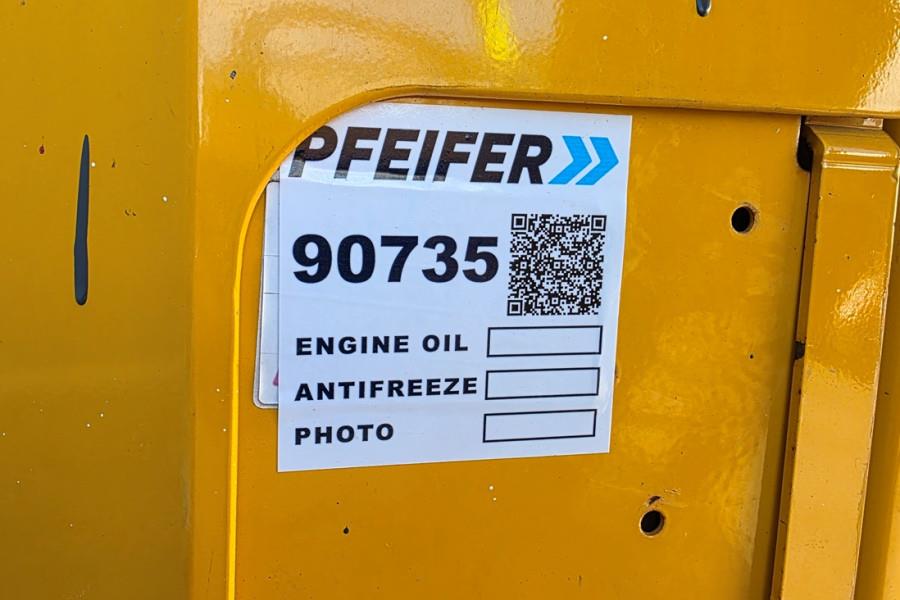 PFEIFER
90735
ENGINE OIL
ANTIFREEZE
PHOTO